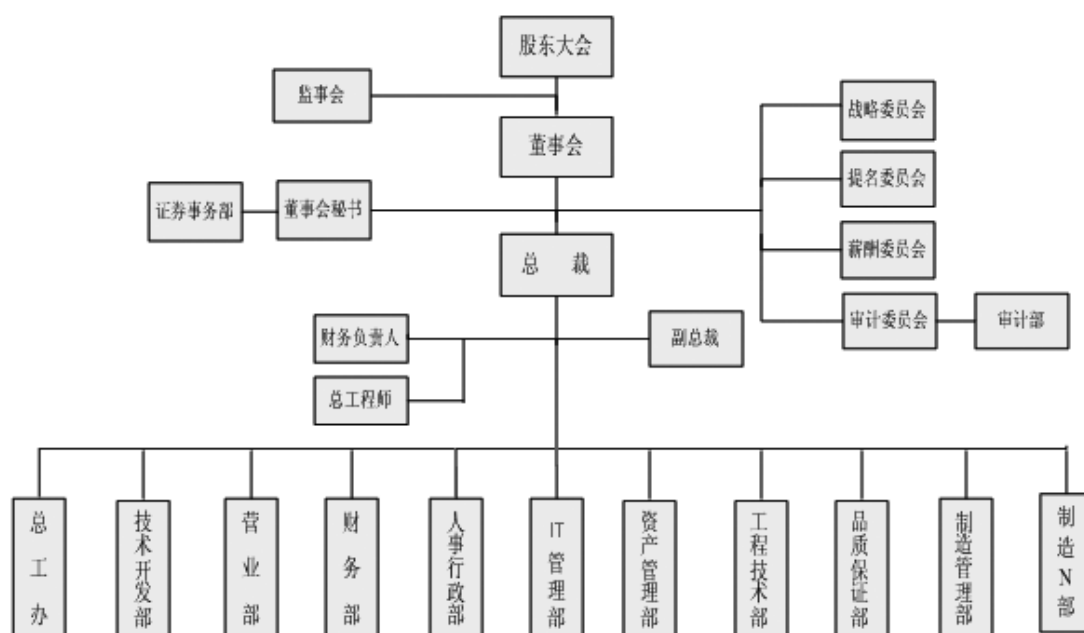 股东大会
监事会
董事会
战略委员会
提名委员会
证券事务部
董事会秘书
总 裁
薪酬委员会
审计委员会
审计部
财务负责人
副总裁
总工程师
总工办
技术开发部
营业部
财务部
人事行政部
IT管理部
资产管理部
工程技术部
品质保证部
制造管理部
制造N部